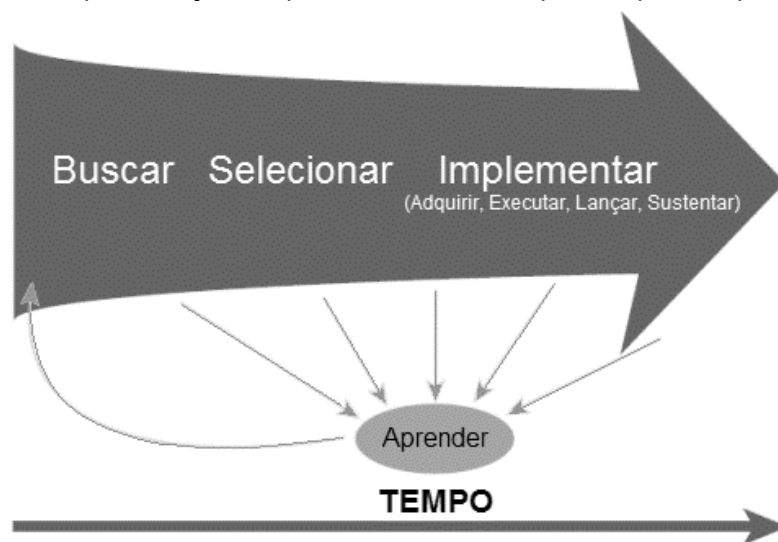 Buscar Selecionar Implementar
(Adquirir, Executar, Lançar, Sustentar)
Aprender
TEMPO